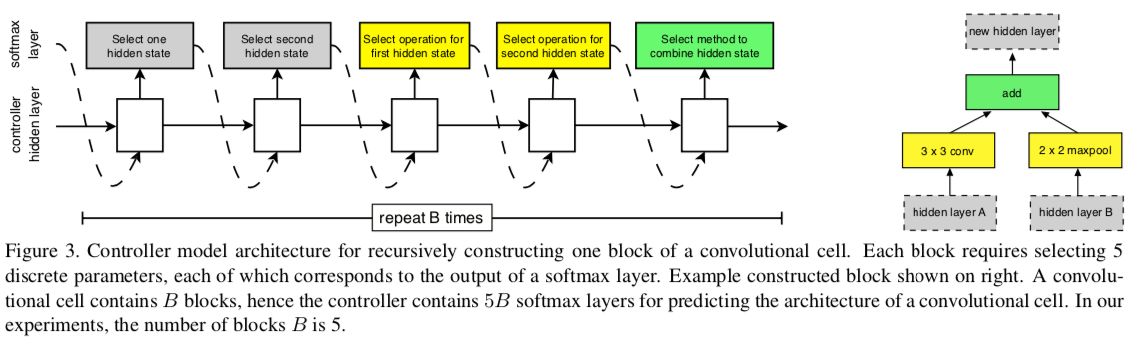 softmax
layer
controller
hidden layer
Select one
hidden state
Select second
hidden state
Select operation for
first hidden state
Select operation for
second hidden state
Select method to
combine hidden state
repeat B times
new hidden layer
add
3 x 3 conv
2 x 2 maxpool
hidden layer A
hidden layer B
Figure 3. Controller model architecture for recursively constructing one block of a convolutional cell. Each block requires selecting 5
discrete parameters, each of which corresponds to the output of a softmax layer. Example constructed block shown on right. A convolu-
tional cell contains B blocks, hence the controller contains 5B softmax layers for predicting the architecture of a convolutional cell. In our
experiments, the number of blocks B is 5.